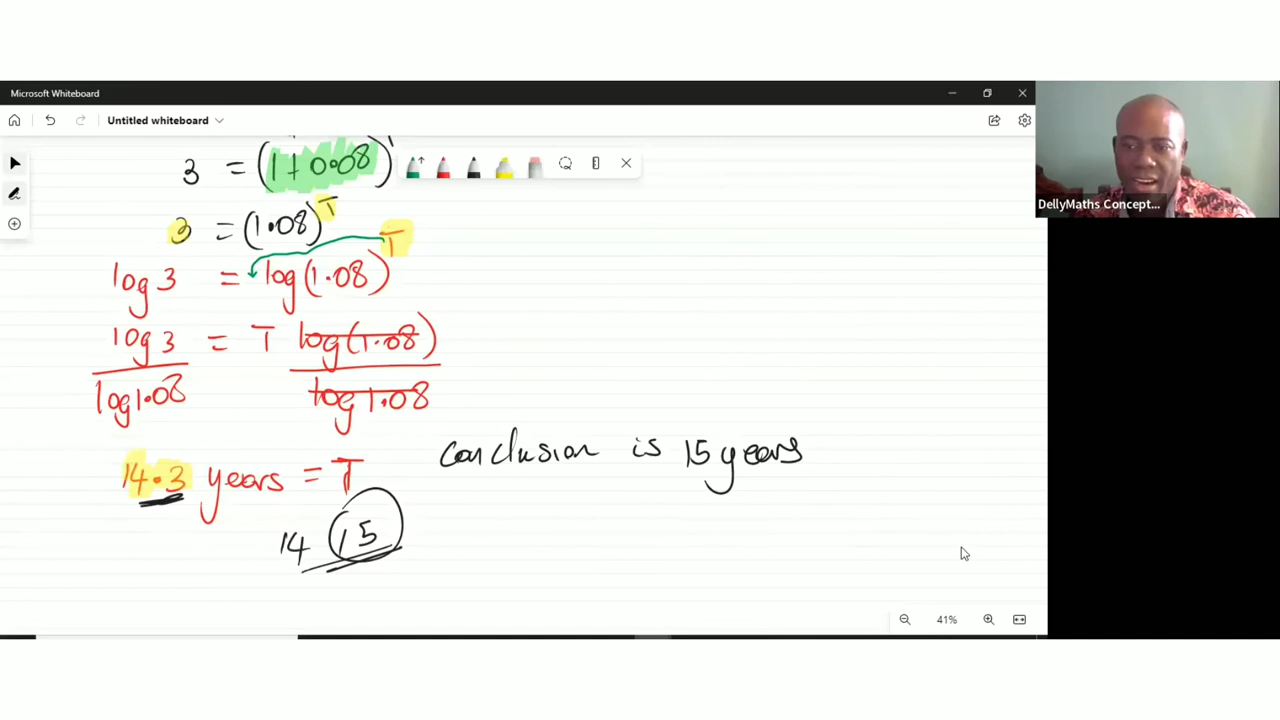 Microsoft Whiteboard
Untitled whiteboard
3 = (1+0.08)
3 = (1.08)^T
log 3 = log(1.08)^T
log 3 = T log(1.08)
log 1.08 log 1.08
14.3 years = T
conclusion is 15 years
14 15
DellyMaths Concept...
41%